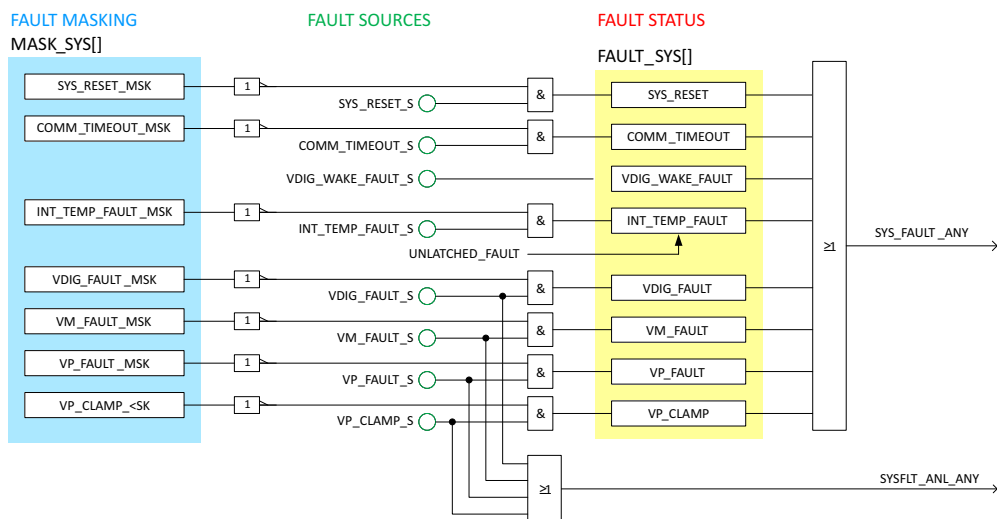 FAULT MASKING
FAULT SOURCES
FAULT STATUS
MASK_SYS[]
FAULT_SYS[]
SYS_RESET_MSK
1
SYS_RESET_S
&
SYS_RESET
COMM_TIMEOUT_MSK
1
COMM_TIMEOUT_S
&
COMM_TIMEOUT
VDIG_WAKE_FAULT_S
VDIG_WAKE_FAULT
INT_TEMP_FAULT _MSK
1
INT_TEMP_FAULT_S
&
INT_TEMP_FAULT
UNLATCHED_FAULT
≥1
SYS_FAULT_ANY
VDIG_FAULT _MSK
1
VDIG_FAULT_S
&
VDIG_FAULT
VM_FAULT_MSK
1
VM_FAULT_S
&
VM_FAULT
VP_FAULT _MSK
1
VP_FAULT_S
&
VP_FAULT
VP_CLAMP_<SK
1
VP_CLAMP_S
&
VP_CLAMP
≥1
SYSFLT_ANL_ANY